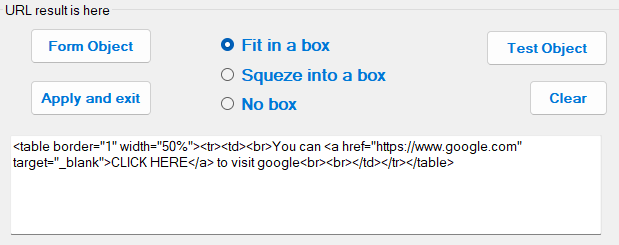 URL result is here
Form Object
Fit in a box
Test Object
Squeze into a box
Apply and exit
Clear
No box
<table border="1" width="50%"><tr><td><br>You can <a href="https://www.google.com"
target="_blank">CLICK HERE</a> to visit google<br><br></td></tr></table>